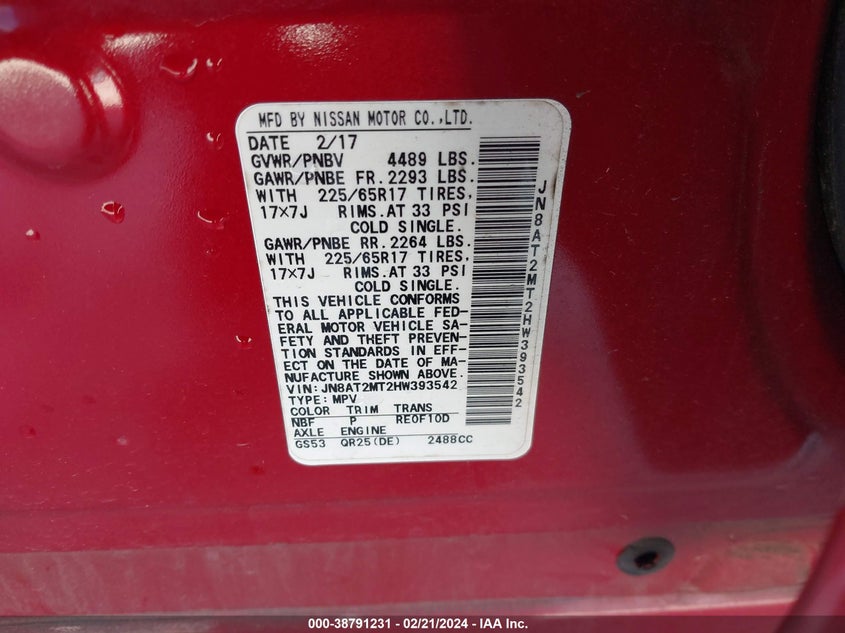 MFD BY NISSAN MOTOR CO.,LTD.
DATE 2/17
GVWR/PNBV 4489 LBS.
GAWR/PNBE FR.2293 LBS.
WITH 225/65R17 TIRES,
17X7J RIMS.AT 33 PSI
COLD SINGLE.
GAWR/PNBE RR.2264 LBS.
WITH 225/65R17 TIRES,
17X7J RIMS.AT 33 PSI
COLD SINGLE.
THIS VEHICLE CONFORMS
TO ALL APPLICABLE FED-
ERAL MOTOR VEHICLE SA-
FETY AND THEFT PREVEN-
TION STANDARDS IN EFF-
ECT ON THE DATE OF MA-
NUFACTURE SHOWN ABOVE.
VIN:JN8AT2MT2HW393542
TYPE:MPV
COLOR TRIM TRANS
NBF P RE0F10D
AXLE ENGINE
GS53 QR25(DE) 2488CC
JN8AT2MT2HW393542
000-38791231 - 02/21/2024 - IAA Inc.